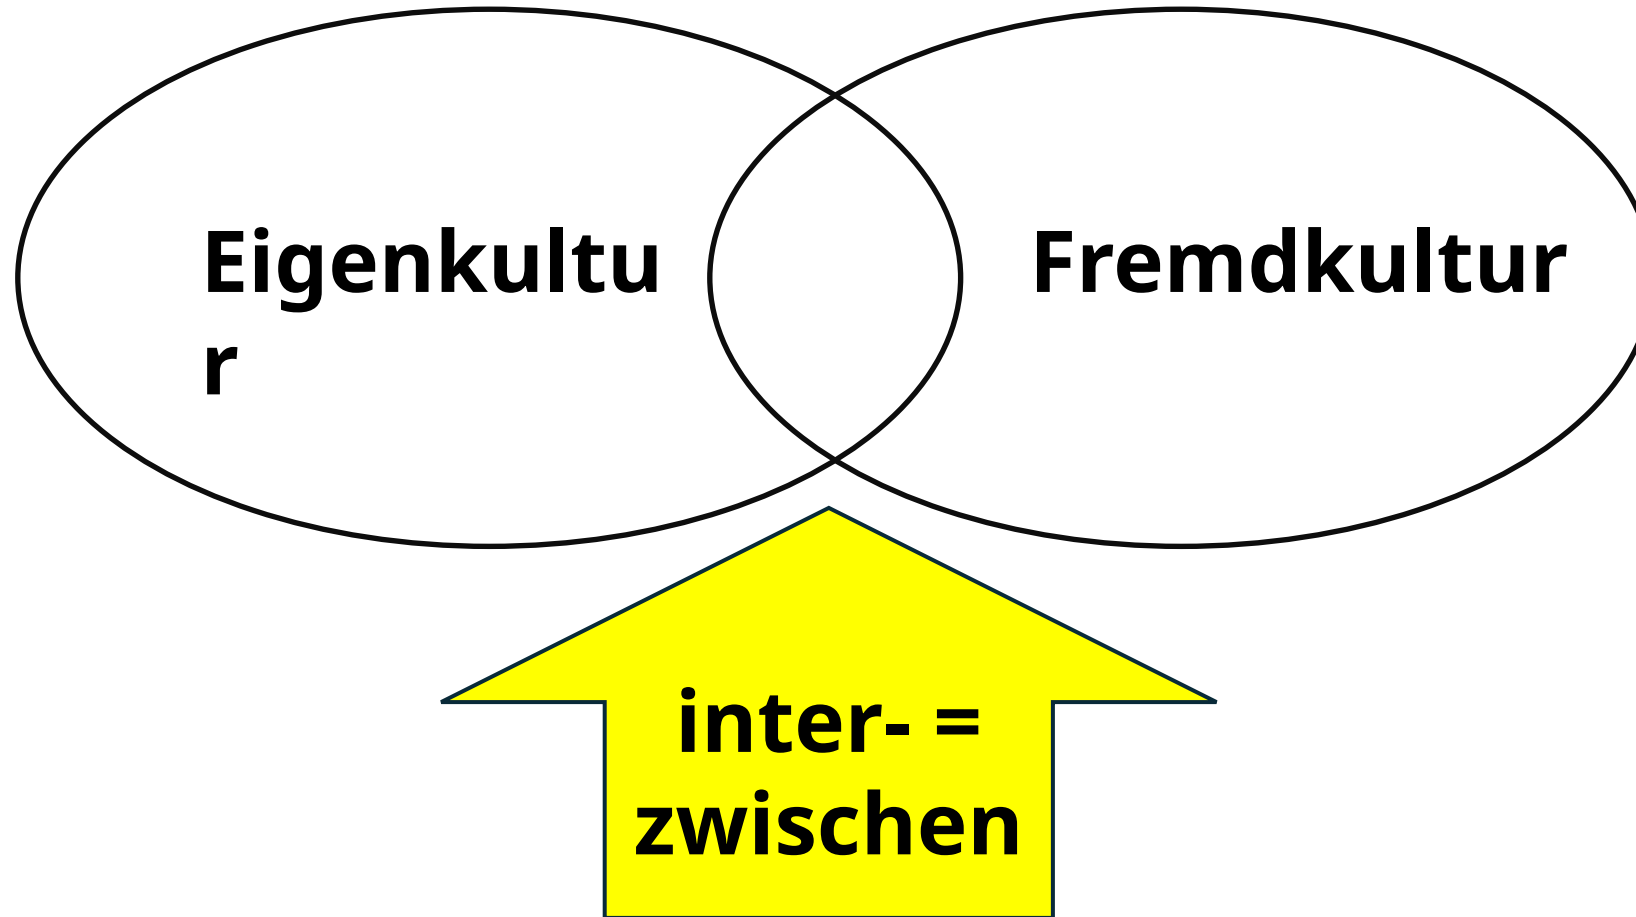 Eigenkultu
r
Fremdkultur
inter- =
zwischen